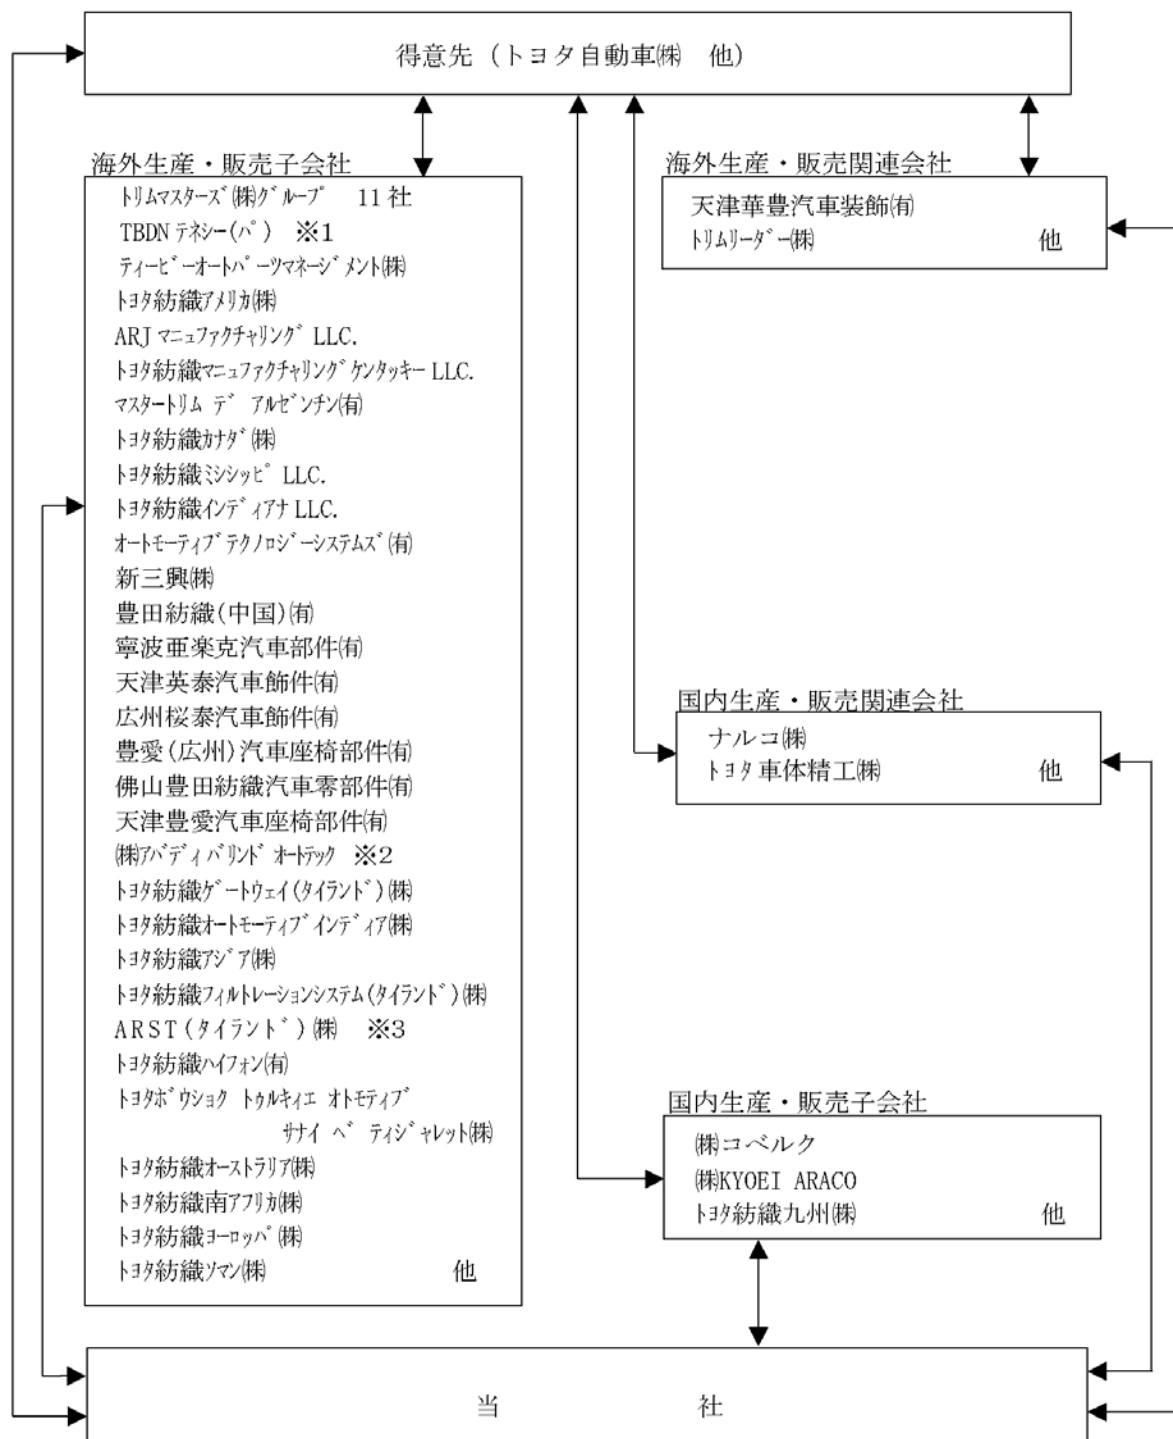 得意先（トヨタ自動車㈱　他）
海外生産・販売子会社
ﾄﾘﾑﾏｽﾀｰｽﾞ㈱ｸﾞﾙｰﾌﾟ　11社
TBDNﾃﾈｼｰ(ﾊﾟ)　※1
ﾃｨｰﾋﾞｰｵｰﾄﾊﾟｰﾂﾏﾈｰｼﾞﾒﾝﾄ㈱
ﾄﾖﾀ紡織ｱﾒﾘｶ㈱
ARJﾏﾆｭﾌｧｸﾁｬﾘﾝｸﾞLLC.
ﾄﾖﾀ紡織ﾏﾆｭﾌｧｸﾁｬﾘﾝｸﾞｹﾝﾀｯｷｰLLC.
ﾏｽﾀｰﾄﾘﾑ ﾃﾞ ｱﾙｾﾞﾝﾁﾝ㈲
ﾄﾖﾀ紡織ｶﾅﾀﾞ㈱
ﾄﾖﾀ紡織ﾐｼｼｯﾋﾟLLC.
ﾄﾖﾀ紡織ｲﾝﾃﾞｨｱﾅLLC.
ｵｰﾄﾓｰﾃｨﾌﾞﾃｸﾉﾛｼﾞｰｼｽﾃﾑｽﾞ㈲
新三興㈱
豊田紡織(中国)㈲
寧波亜楽克汽車部件㈲
天津英泰汽車飾件㈲
広州桜泰汽車飾件㈲
豊愛(広州)汽車座椅部件㈲
佛山豊田紡織汽車零部件㈲
天津豊愛汽車座椅部件㈲
㈱ｱﾊﾞﾃﾞｨﾊﾞﾘﾝﾄﾞｵｰﾄﾃｯｸ　※2
ﾄﾖﾀ紡織ｹﾞｰﾄｳｪｲ(ﾀｲﾗﾝﾄﾞ)㈱
ﾄﾖﾀ紡織ｵｰﾄﾓｰﾃｨﾌﾞｲﾝﾃﾞｨｱ㈱
ﾄﾖﾀ紡織ｱｼﾞｱ㈱
ﾄﾖﾀ紡織ﾌｨﾙﾄﾚｰｼｮﾝｼｽﾃﾑ(ﾀｲﾗﾝﾄﾞ)㈱
ARST(ﾀｲﾗﾝﾄﾞ)㈱　※3
ﾄﾖﾀ紡織ﾊｲﾌｫﾝ㈲
ﾄﾖﾀﾎﾞｳｼｮｸ ﾄｩﾙｷｨｴ ｵﾄﾓﾃｨﾌﾞ
ｻﾅｲ ﾍﾞ ﾃｨｼﾞｬﾚｯﾄ㈱
ﾄﾖﾀ紡織ｵｰｽﾄﾗﾘｱ㈱
ﾄﾖﾀ紡織南ｱﾌﾘｶ㈱
ﾄﾖﾀ紡織ﾖｰﾛｯﾊﾟ㈱
ﾄﾖﾀ紡織ｿﾏﾝ㈱　他
海外生産・販売関連会社
天津華豊汽車装飾㈲
ﾄﾘﾑﾘｰﾀﾞｰ㈱　他
国内生産・販売関連会社
ナルコ㈱
ﾄﾖﾀ車体精工㈱　他
国内生産・販売子会社
㈱コベルク
㈱KYOEI ARACO
ﾄﾖﾀ紡織九州㈱　他
当　社